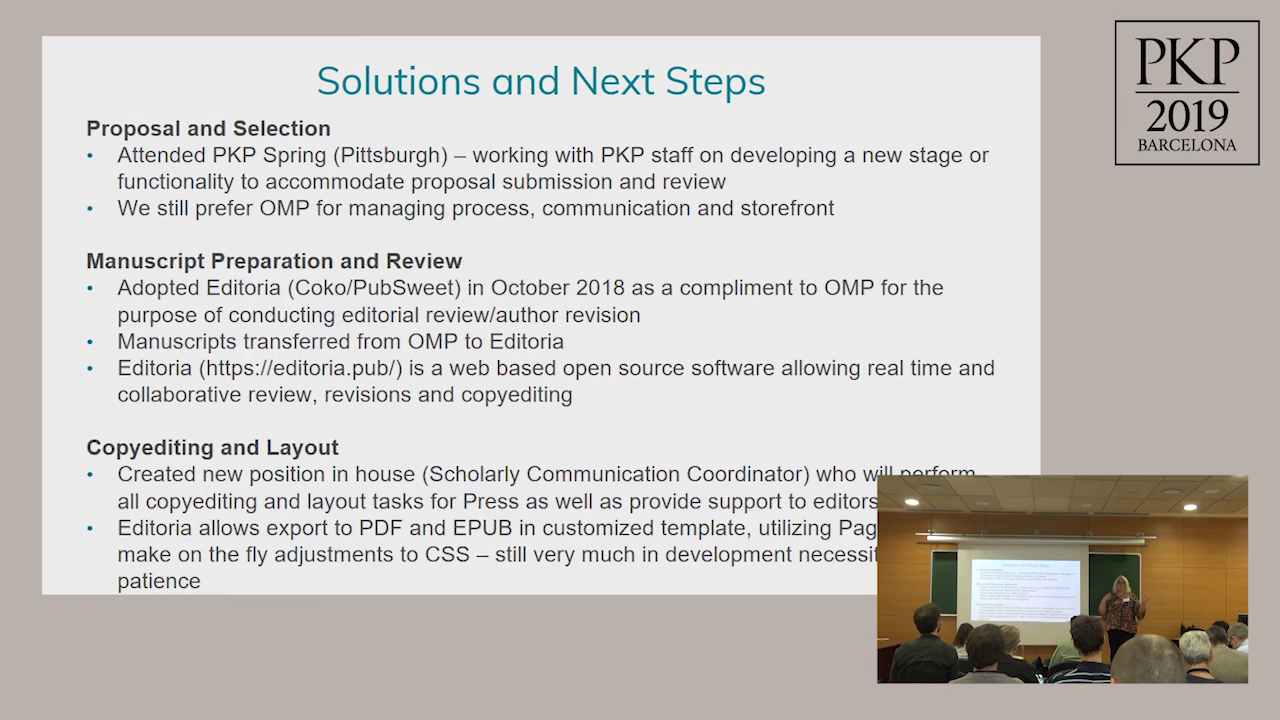 Solutions and Next Steps
Proposal and Selection
• Attended PKP Spring (Pittsburgh) – working with PKP staff on developing a new stage or
functionality to accommodate proposal submission and review
• We still prefer OMP for managing process, communication and storefront
Manuscript Preparation and Review
• Adopted Editoria (Coko/PubSweet) in October 2018 as a compliment to OMP for the
purpose of conducting editorial review/author revision
• Manuscripts transferred from OMP to Editoria
• Editoria (https://editoria.pub/) is a web based open source software allowing real time and
collaborative review, revisions and copyediting
Copyediting and Layout
• Created new position in house (Scholarly Communication Coordinator) who will perform
all copyediting and layout tasks for Press as well as provide support to editors
• Editoria allows export to PDF and EPUB in customized template, utilizing Pag
make on the fly adjustments to CSS – still very much in development necessit
patience
PKP
2019
BARCELONA
Solutions and Next Steps